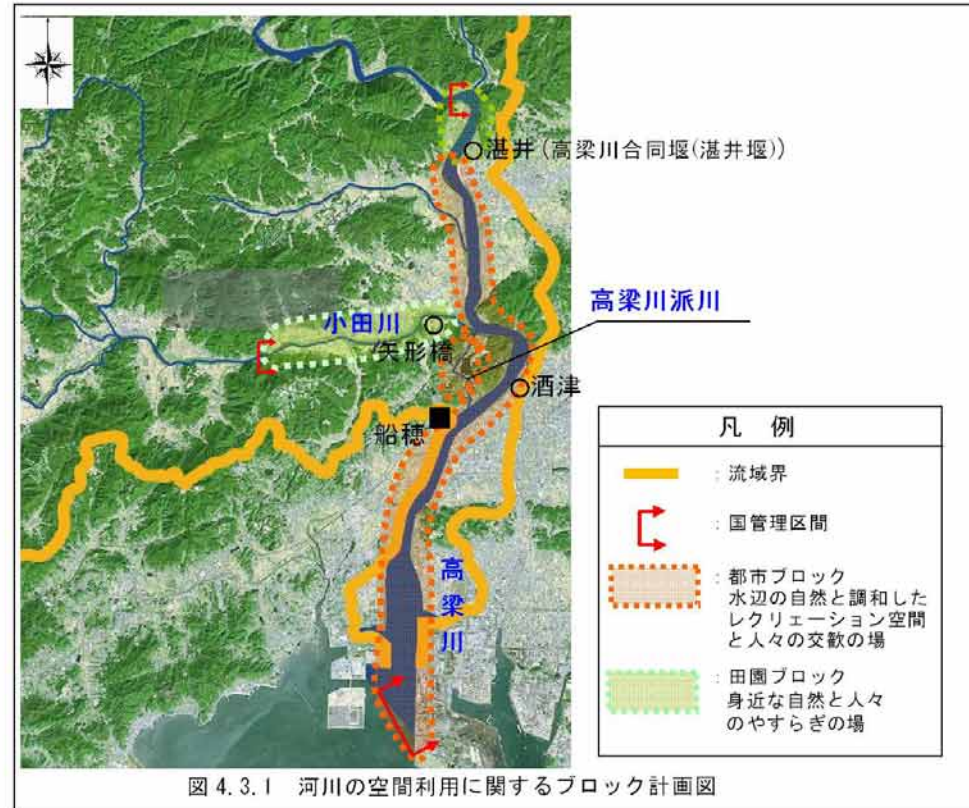 湛井(高梁川合同堰(湛井堰))
高梁川派川
小田川
矢形橋
酒津
船穂
高梁川
凡 例
:流域界
:国管理区間
:都市ブロック
水辺の自然と調和した
レクリェーション空間
と人々の交歓の場
:田園ブロック
身近な自然と人々
のやすらぎの場
図 4.3.1 河川の空間利用に関するブロック計画図